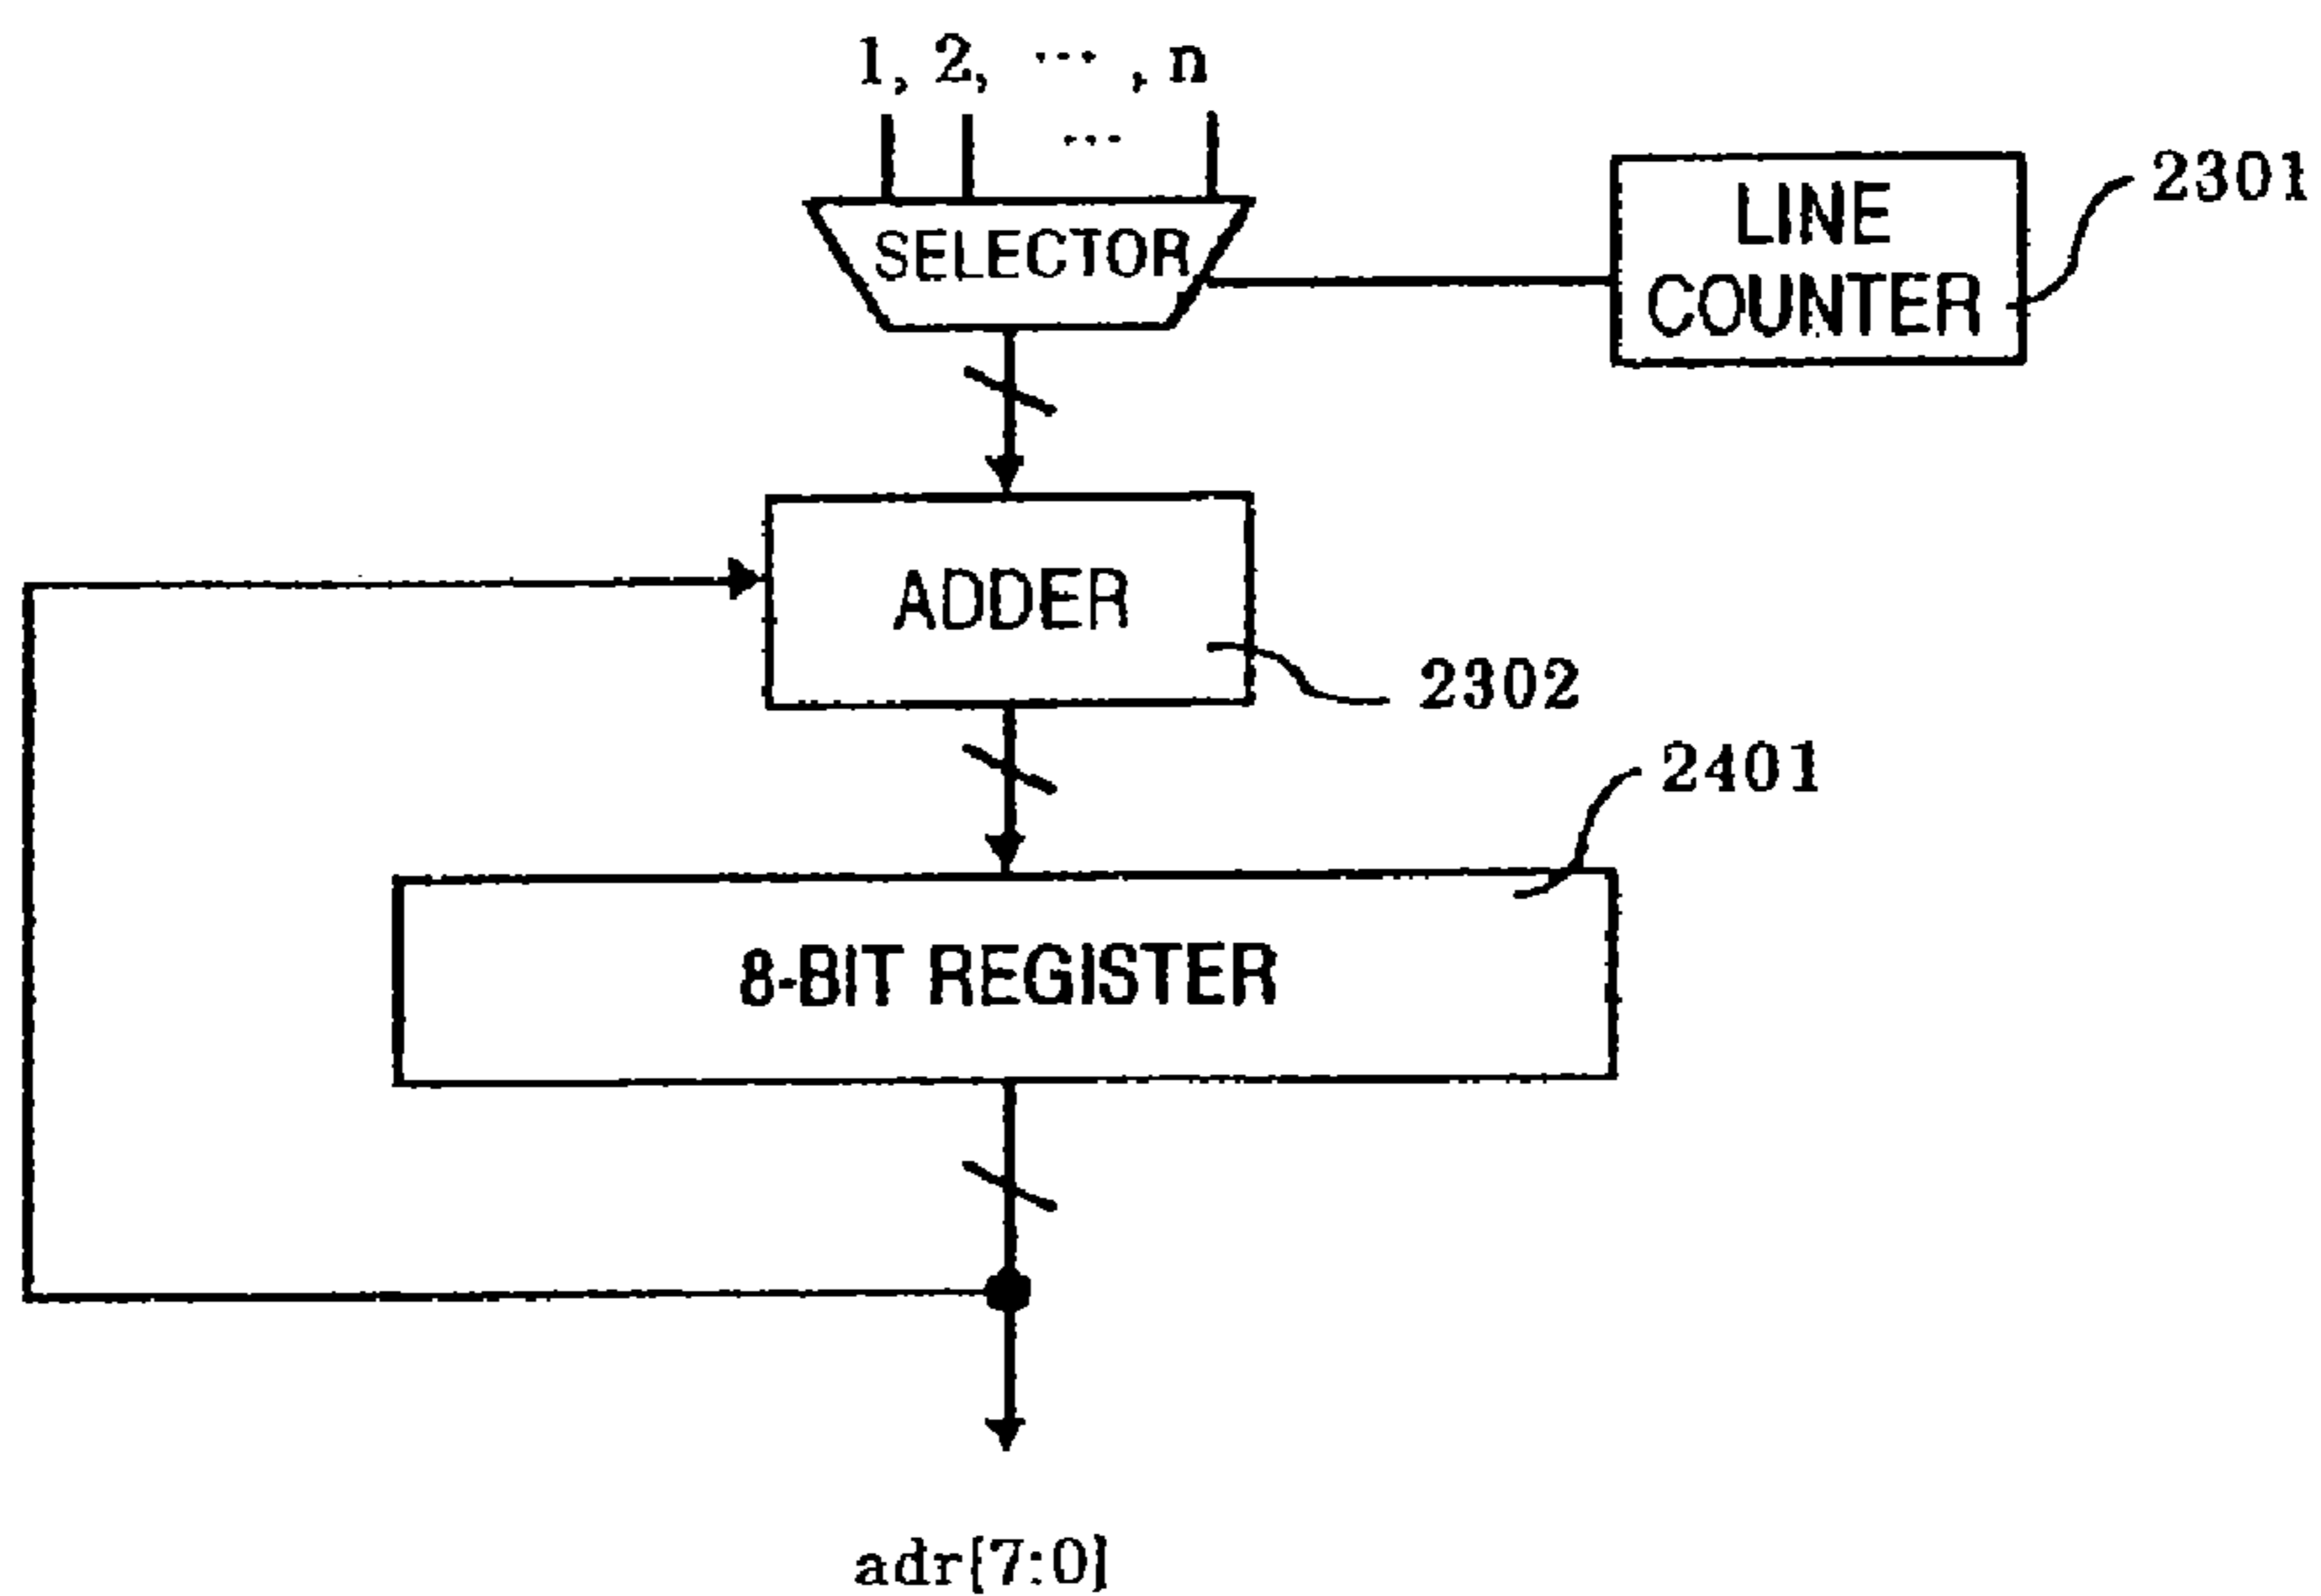 1, 2, ... , n
...
SELECTOR
LINE
COUNTER
2301
ADDER
2302
2401
8-BIT REGISTER
adr[7:0]